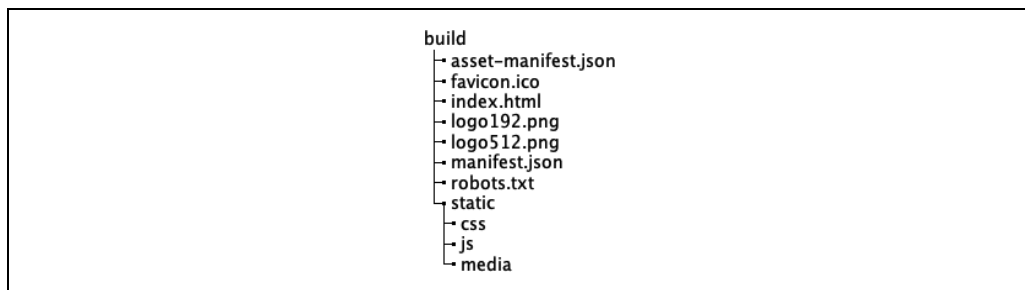 build
asset-manifest.json
favicon.ico
index.html
logo192.png
logo512.png
manifest.json
robots.txt
static
css
js
media